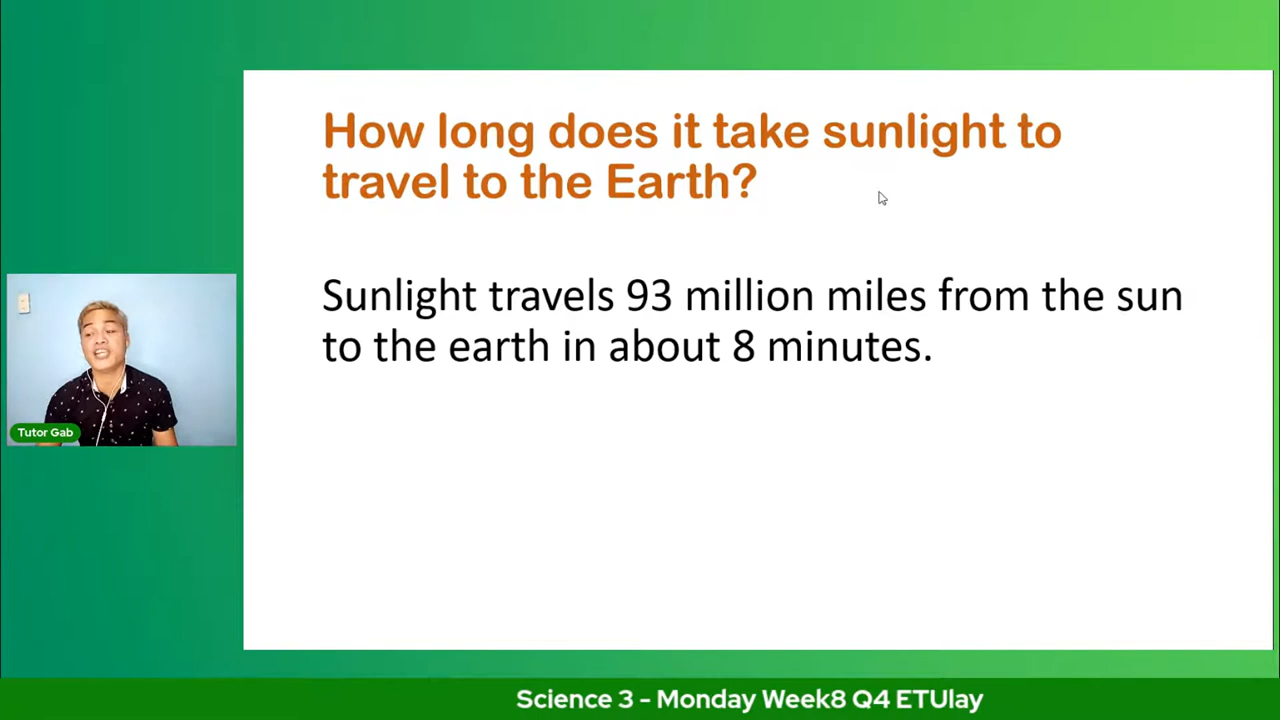 How long does it take sunlight to
travel to the Earth?
Sunlight travels 93 million miles from the sun
to the earth in about 8 minutes.
Tutor Gab
Science 3 - Monday Week8 Q4 ETUlay